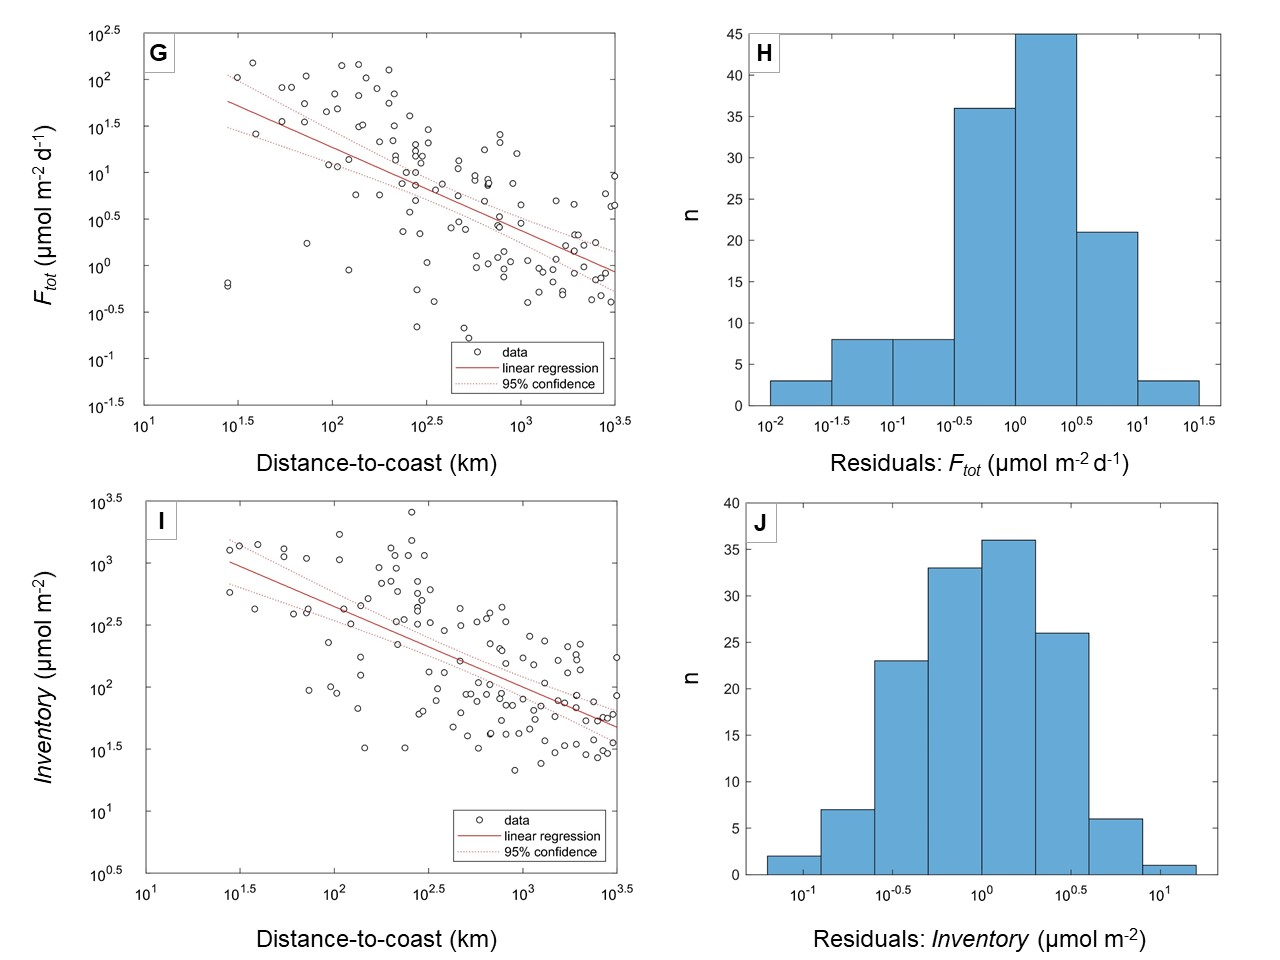 G
10^2.5
10^2
10^1.5
10^1
10^0.5
10^0
10^-0.5
10^-1
10^-1.5
F_tot (µmol m^-2 d^-1)
data
linear regression
95% confidence
10^1 10^1.5 10^2 10^2.5 10^3 10^3.5
Distance-to-coast (km)
H
45
40
35
30
25
20
15
10
5
0
n
10^-2 10^-1.5 10^-1 10^-0.5 10^0 10^0.5 10^1 10^1.5
Residuals: F_tot (µmol m^-2 d^-1)
I
10^3.5
10^3
10^2.5
10^2
10^1.5
10^1
10^0.5
Inventory (µmol m^-2)
data
linear regression
95% confidence
10^1 10^1.5 10^2 10^2.5 10^3 10^3.5
Distance-to-coast (km)
J
40
35
30
25
20
15
10
5
0
n
10^-1 10^-0.5 10^0 10^0.5 10^1
Residuals: Inventory (µmol m^-2)